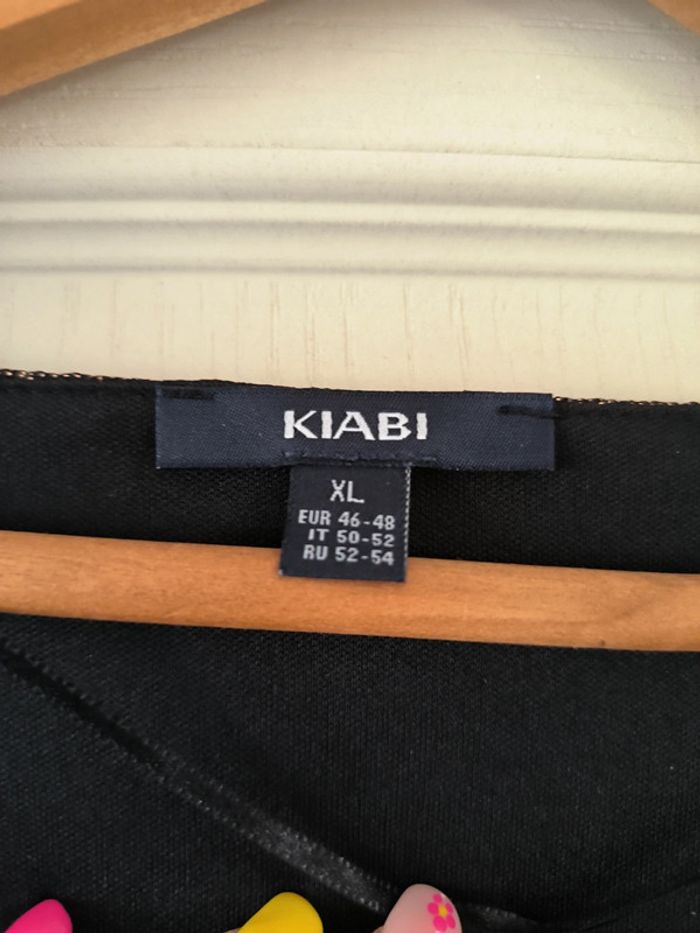 KIABI
XL
EUR 46-48
IT 50-52
RU 52-54